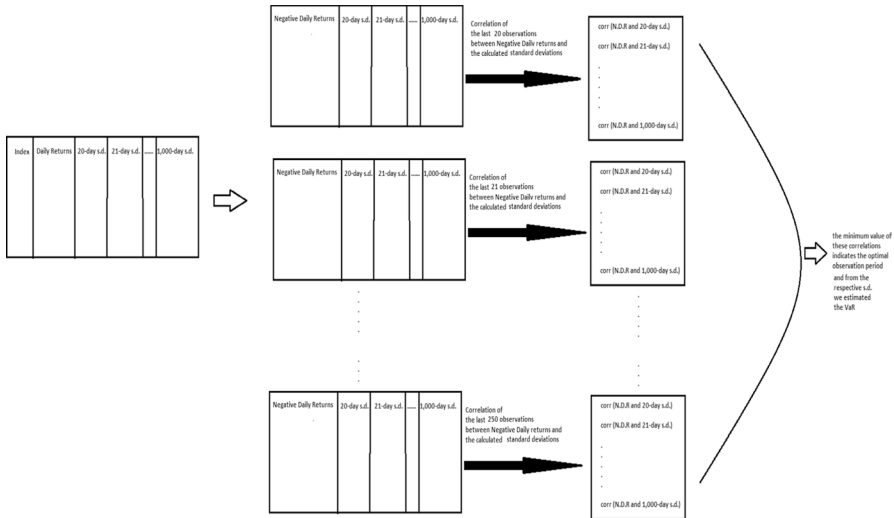 Negative Daily Returns 20-day s.d. 21-day s.d. ...... 1,000-day s.d.
Correlation of
the last 20 observations
between Negative Daily returns and
the calculated standard deviations
corr (N.D.R and 20-day s.d.)
corr (N.D.R and 21-day s.d.)
corr (N.D.R and 1,000-day s.d.)
Index Daily Returns 20-day s.d. 21-day s.d. ...... 1,000-day s.d.
Negative Daily Returns 20-day s.d. 21-day s.d. ...... 1,000-day s.d.
Correlation of
the last 21 observations
between Negative Daily returns and
the calculated standard deviations
corr (N.D.R and 20-day s.d.)
corr (N.D.R and 21-day s.d.)
corr (N.D.R and 1,000-day s.d.)
the minimum value of
these correlations
indicates the optimal
observation period
and from the
respective s.d.
we estimated
the VaR
Negative Daily Returns 20-day s.d. 21-day s.d. ...... 1,000-day s.d.
Correlation of
the last 250 observations
between Negative Daily returns and
the calculated standard deviations
corr (N.D.R and 20-day s.d.)
corr (N.D.R and 21-day s.d.)
corr (N.D.R and 1,000-day s.d.)